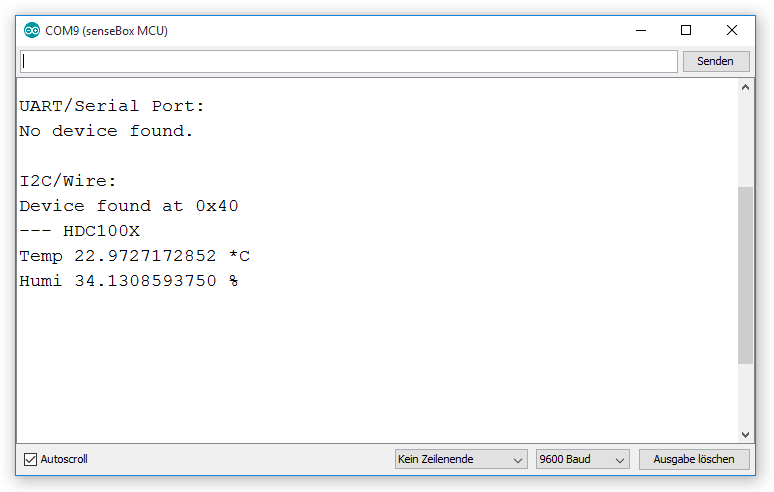 COM9 (senseBox MCU)
Senden
UART/Serial Port:
No device found.
I2C/Wire:
Device found at 0x40
--- HDC100X
Temp 22.9727172852 *C
Humi 34.1308593750 %
Autoscroll
Kein Zeilenende
9600 Baud
Ausgabe löschen